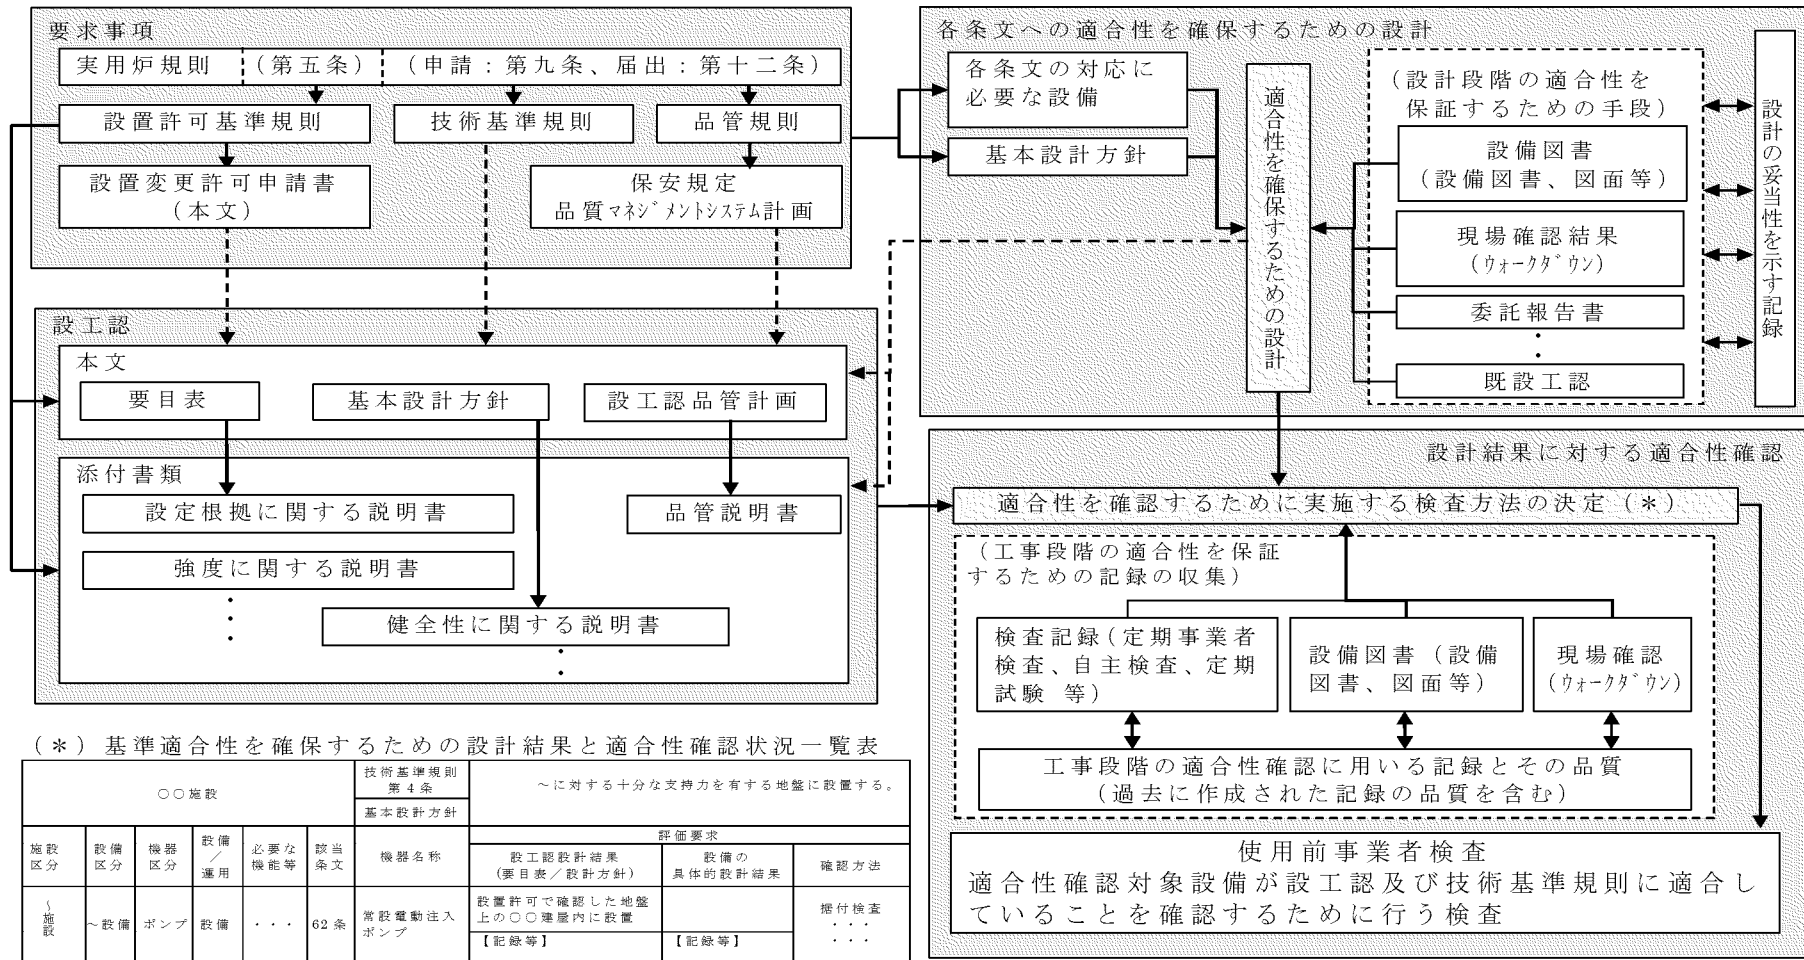 要求事項
実用炉規則 (第五条) (申請：第九条、届出：第十二条)
設置許可基準規則
技術基準規則
品管規則
設置変更許可申請書
(本文)
保安規定
品質マネジメントシステム計画
設工認
本文
要目表
基本設計方針
設工認品管計画
添付書類
設定根拠に関する説明書
品管説明書
強度に関する説明書
・
・
・
健全性に関する説明書
・
・
各条文への適合性を確保するための設計
各条文の対応に
必要な設備
基本設計方針
適合性を確保するための設計
(設計段階の適合性を
保証するための手段)
設備図書
(設備図書、図面等)
現場確認結果
(ウォークダウン)
委託報告書
・
・
既設工認
設計の妥当性を示す記録
設計結果に対する適合性確認
適合性を確認するために実施する検査方法の決定 (＊)
(工事段階の適合性を保証
するための記録の収集)
検査記録(定期事業者
検査、自主検査、定期
試験 等)
設備図書 (設備
図書、図面等)
現場確認
(ウォークダウン)
工事段階の適合性確認に用いる記録とその品質
(過去に作成された記録の品質を含む)
使用前事業者検査
適合性確認対象設備が設工認及び技術基準規則に適合し
ていることを確認するために行う検査
(＊) 基準適合性を確保するための設計結果と適合性確認状況一覧表
○○施設
技術基準規則
第4条
基本設計方針
～に対する十分な支持力を有する地盤に設置する。
施設
区分
設備
区分
機器
区分
設備
／
運用
必要な
機能等
該当
条文
機器名称
評価要求
設工認設計結果
(要目表／設計方針)
設備の
具体的設計結果
確認方法
～施設
～設備
ポンプ
設備
・・・
62条
常設電動注入
ポンプ
設置許可で確認した地盤
上の○○建屋内に設置
【記録等】
【記録等】
据付検査
・・・
・・・